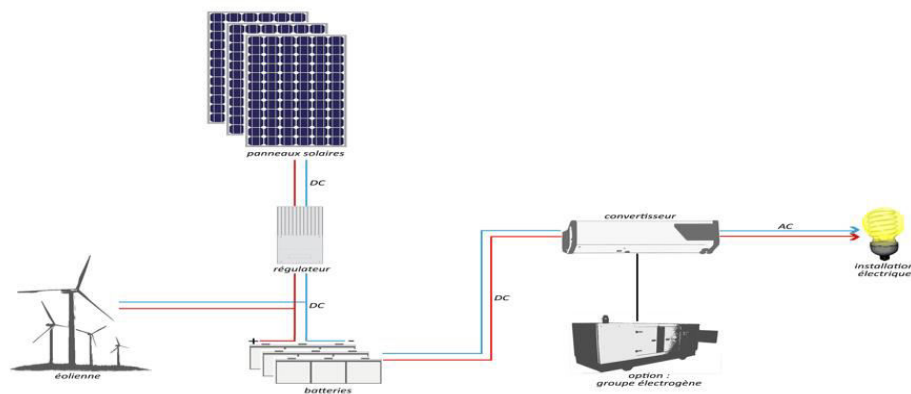 panneaux solaires
DC
régulateur
DC
éolienne
+
-
batteries
DC
convertisseur
AC
installation
électrique
option :
groupe électrogène